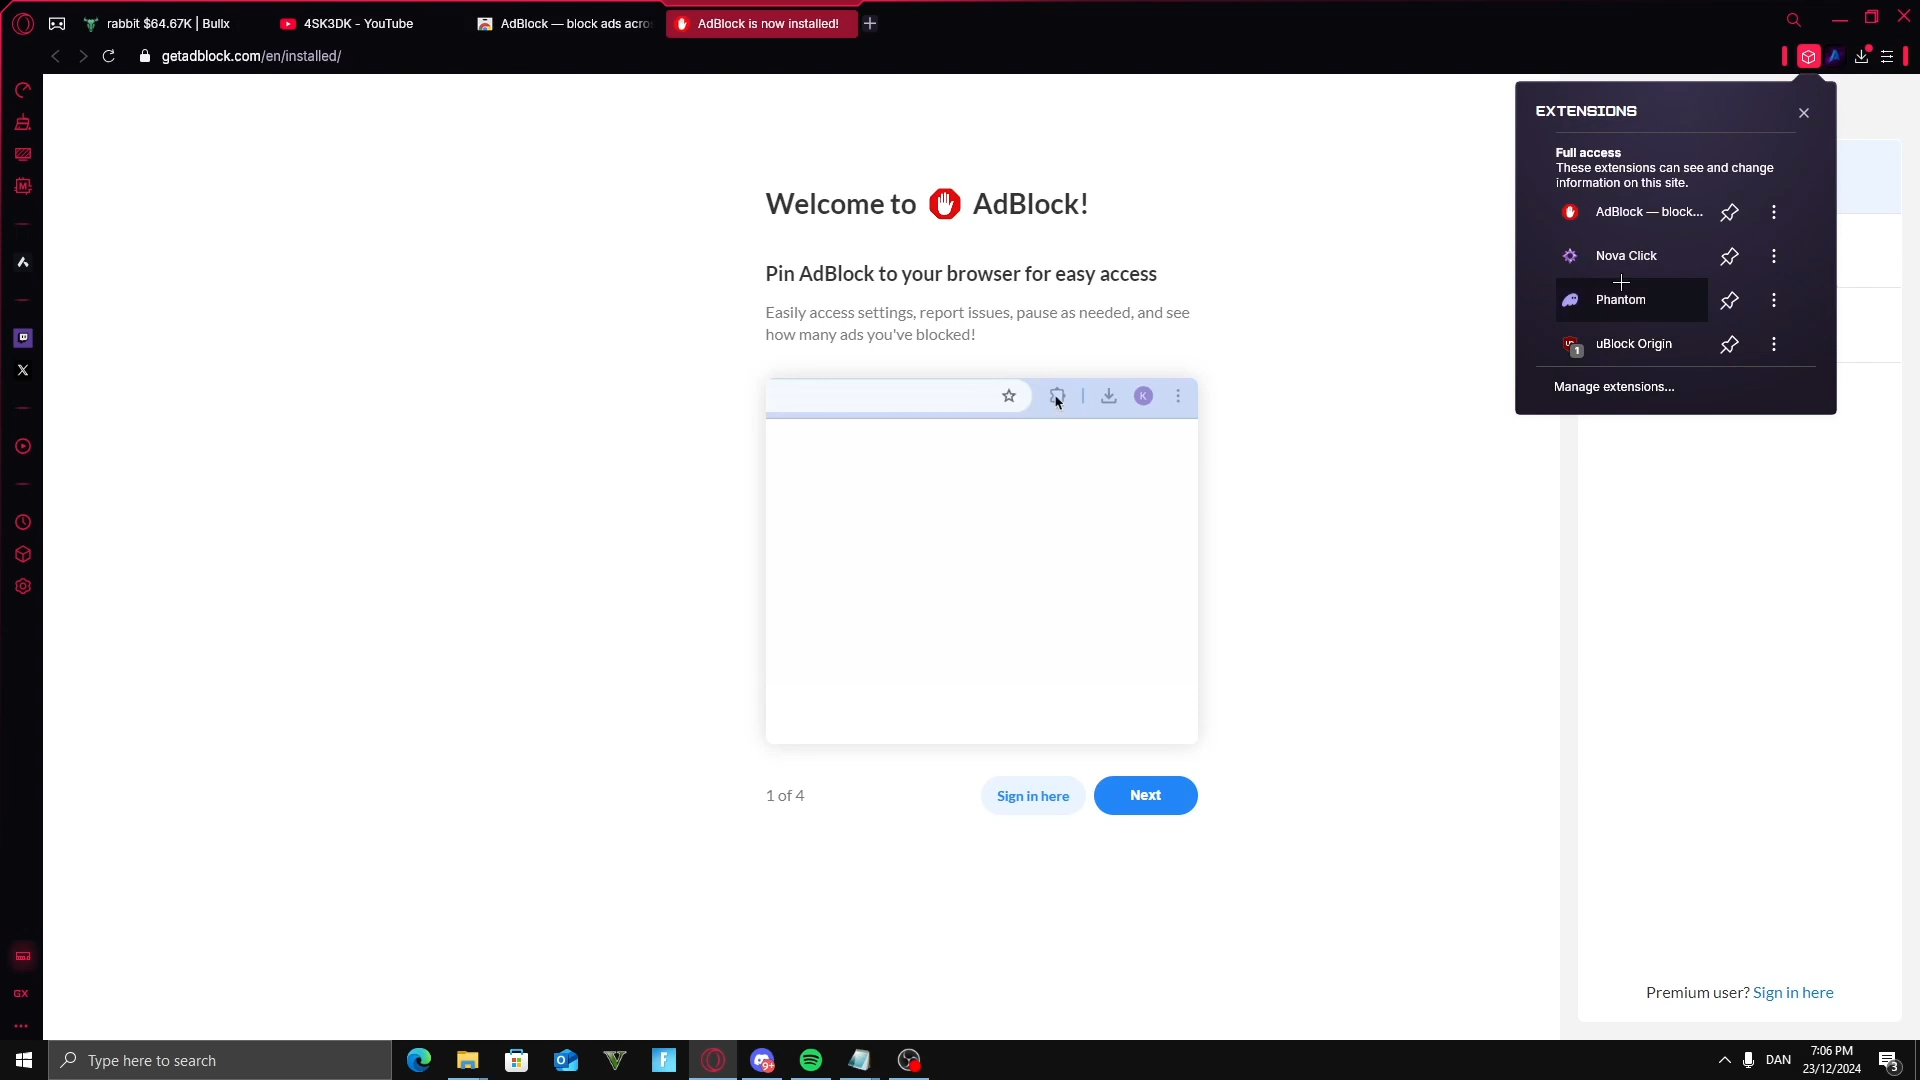 rabbit $64.67K | Bullx
4SK3DK - YouTube
AdBlock — block ads acro
AdBlock is now installed!
getadblock.com/en/installed/
EXTENSIONS
Full access
These extensions can see and change
information on this site.
AdBlock — block...
Nova Click
Phantom
1
uBlock Origin
Manage extensions...
Welcome to AdBlock!
Pin AdBlock to your browser for easy access
Easily access settings, report issues, pause as needed, and see
how many ads you've blocked!
K
1 of 4
Sign in here
Next
Premium user? Sign in here
M
GX
Type here to search
F
9+
DAN
7:06 PM
23/12/2024
3